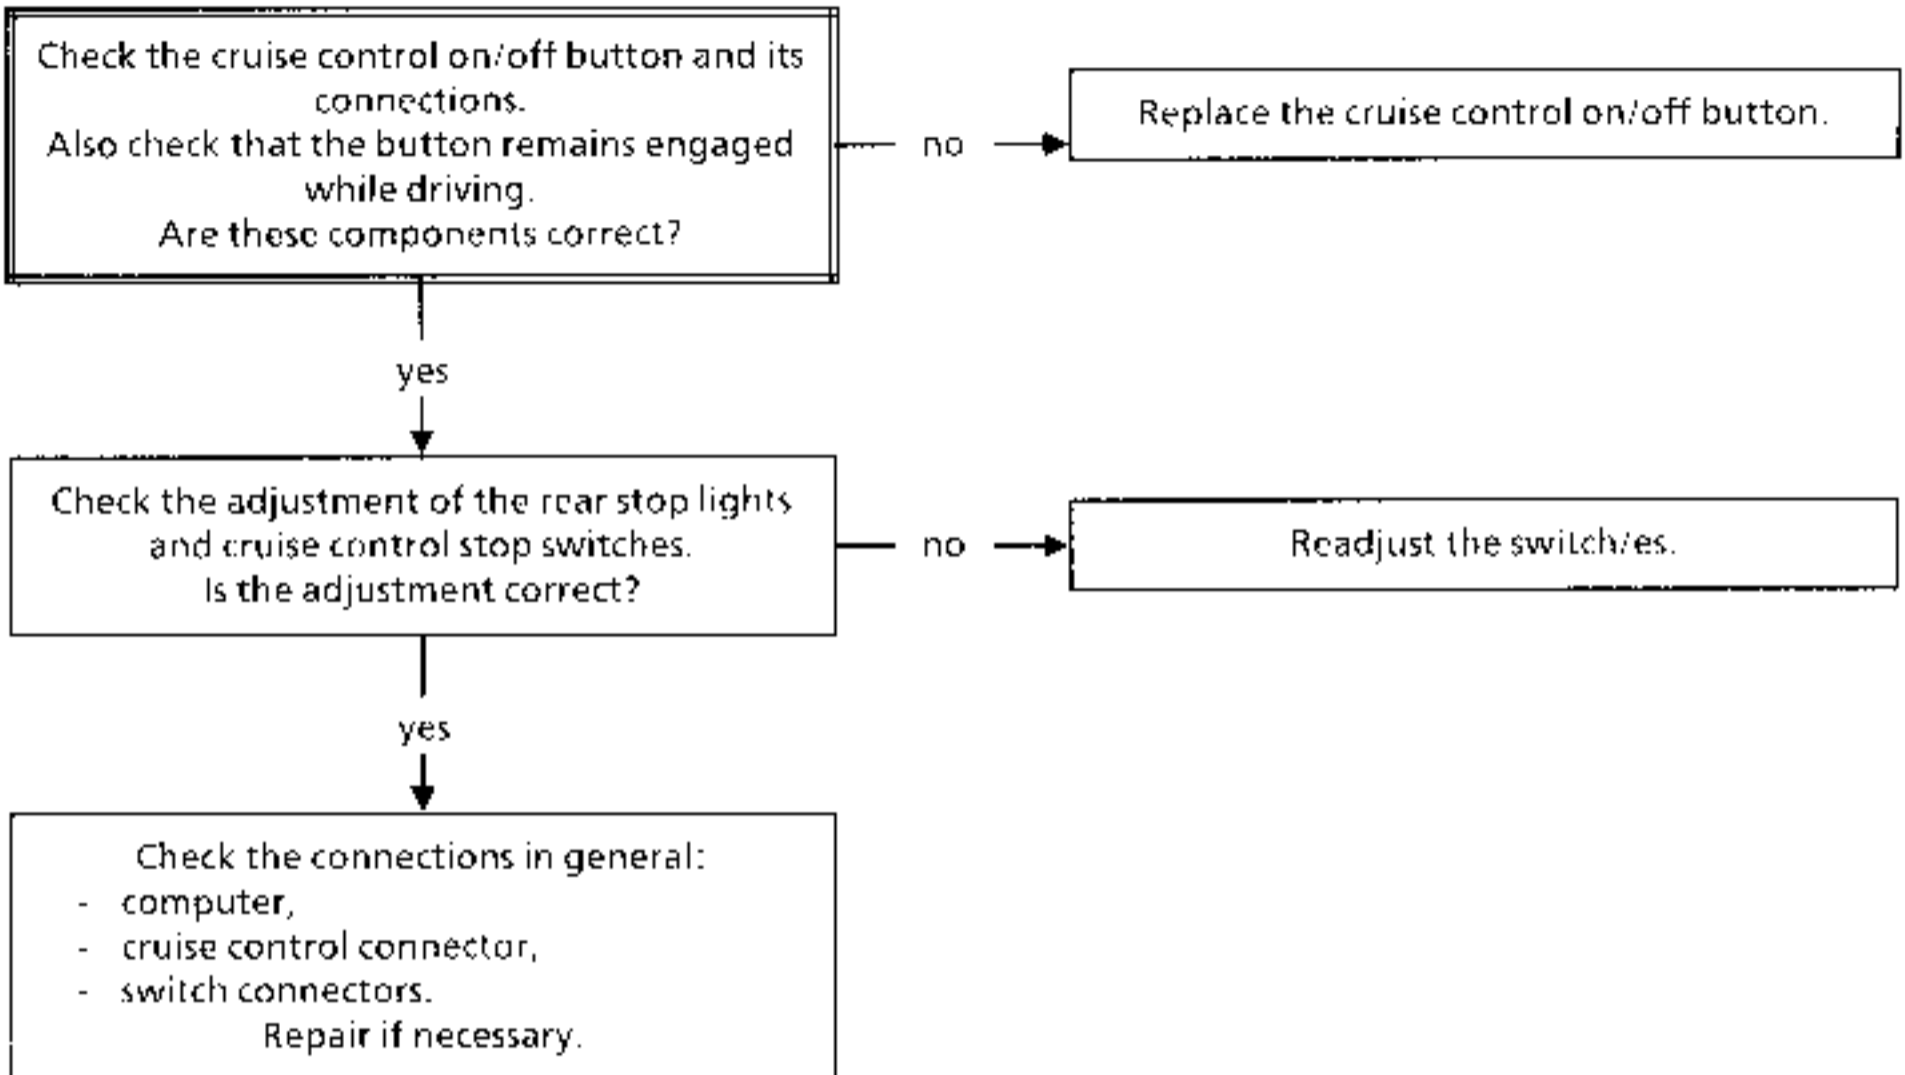 Check the cruise control on/off button and its
connections.
Also check that the button remains engaged
while driving.
Are these components correct?
no
Replace the cruise control on/off button.
yes
Check the adjustment of the rear stop lights
and cruise control stop switches.
Is the adjustment correct?
no
Readjust the switch/es.
yes
Check the connections in general:
- computer,
- cruise control connector,
- switch connectors.
Repair if necessary.